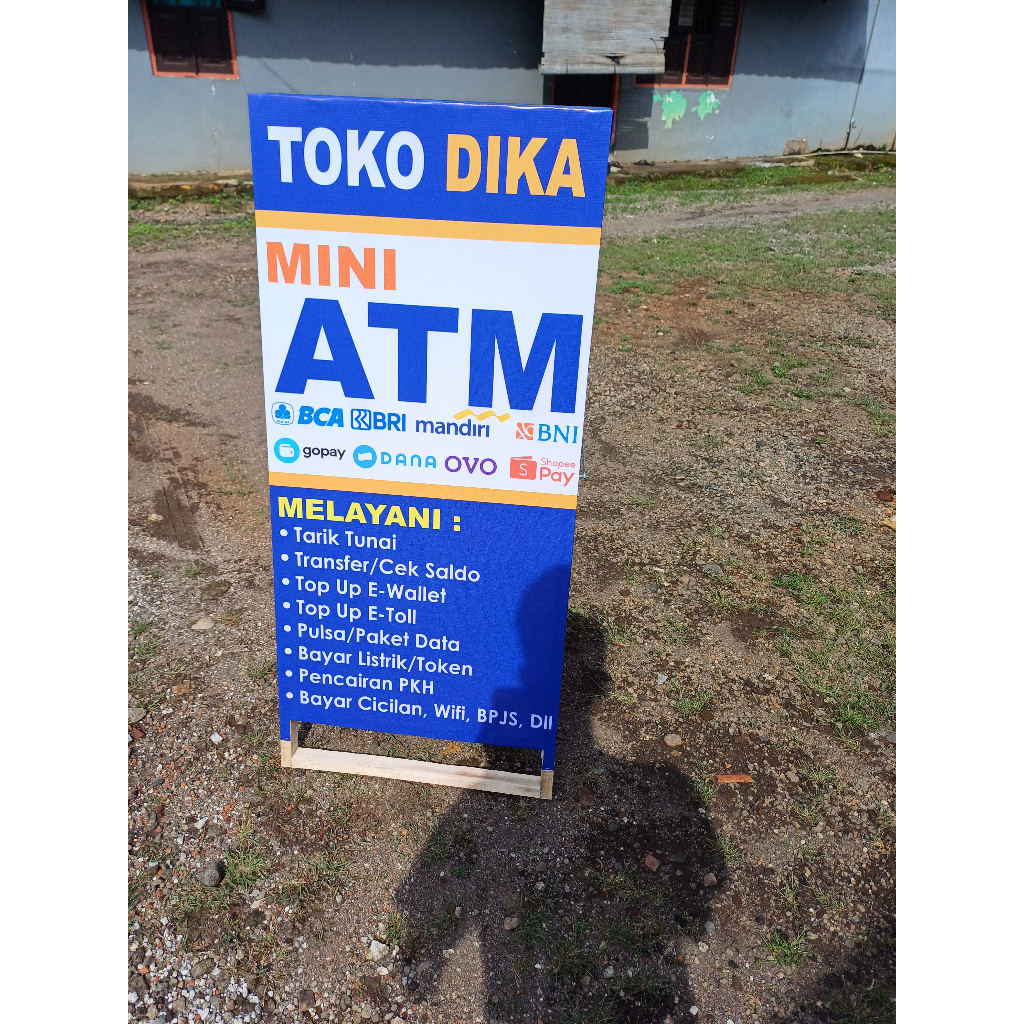 TOKO DIKA
MINI
ATM
BCA BRI mandiri BNI
gopay DANA OVO S Shopee Pay
MELAYANI :
• Tarik Tunai
• Transfer/Cek Saldo
• Top Up E-Wallet
• Top Up E-Toll
• Pulsa/Paket Data
• Bayar Listrik/Token
• Pencairan PKH
• Bayar Cicilan, Wifi, BPJS, Dll